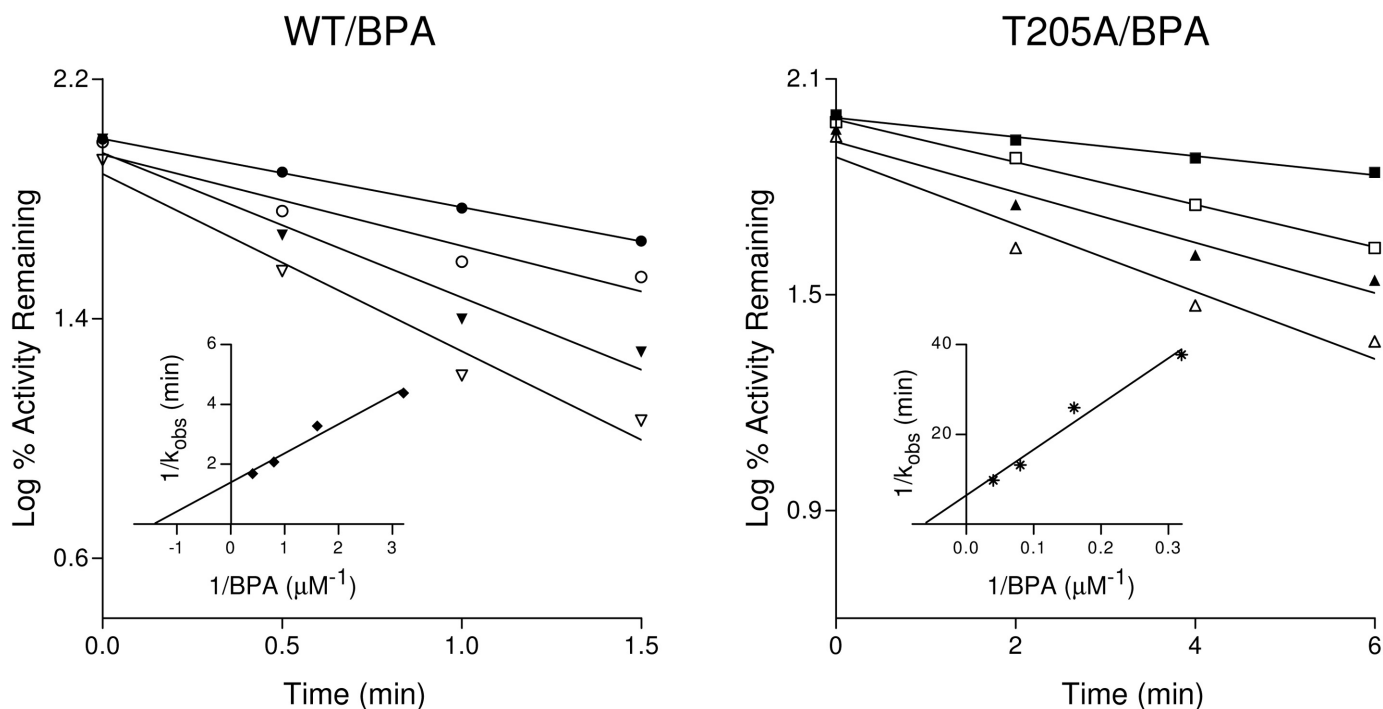 WT/BPA
2.2
1.4
0.6
Log % Activity Remaining
0.0 0.5 1.0 1.5
Time (min)
6
4
2
1/kobs (min)
-1 0 1 2 3
1/BPA (μM-1)
T205A/BPA
2.1
1.5
0.9
Log % Activity Remaining
0 2 4 6
Time (min)
40
20
1/kobs (min)
0.0 0.1 0.2 0.3
1/BPA (μM-1)